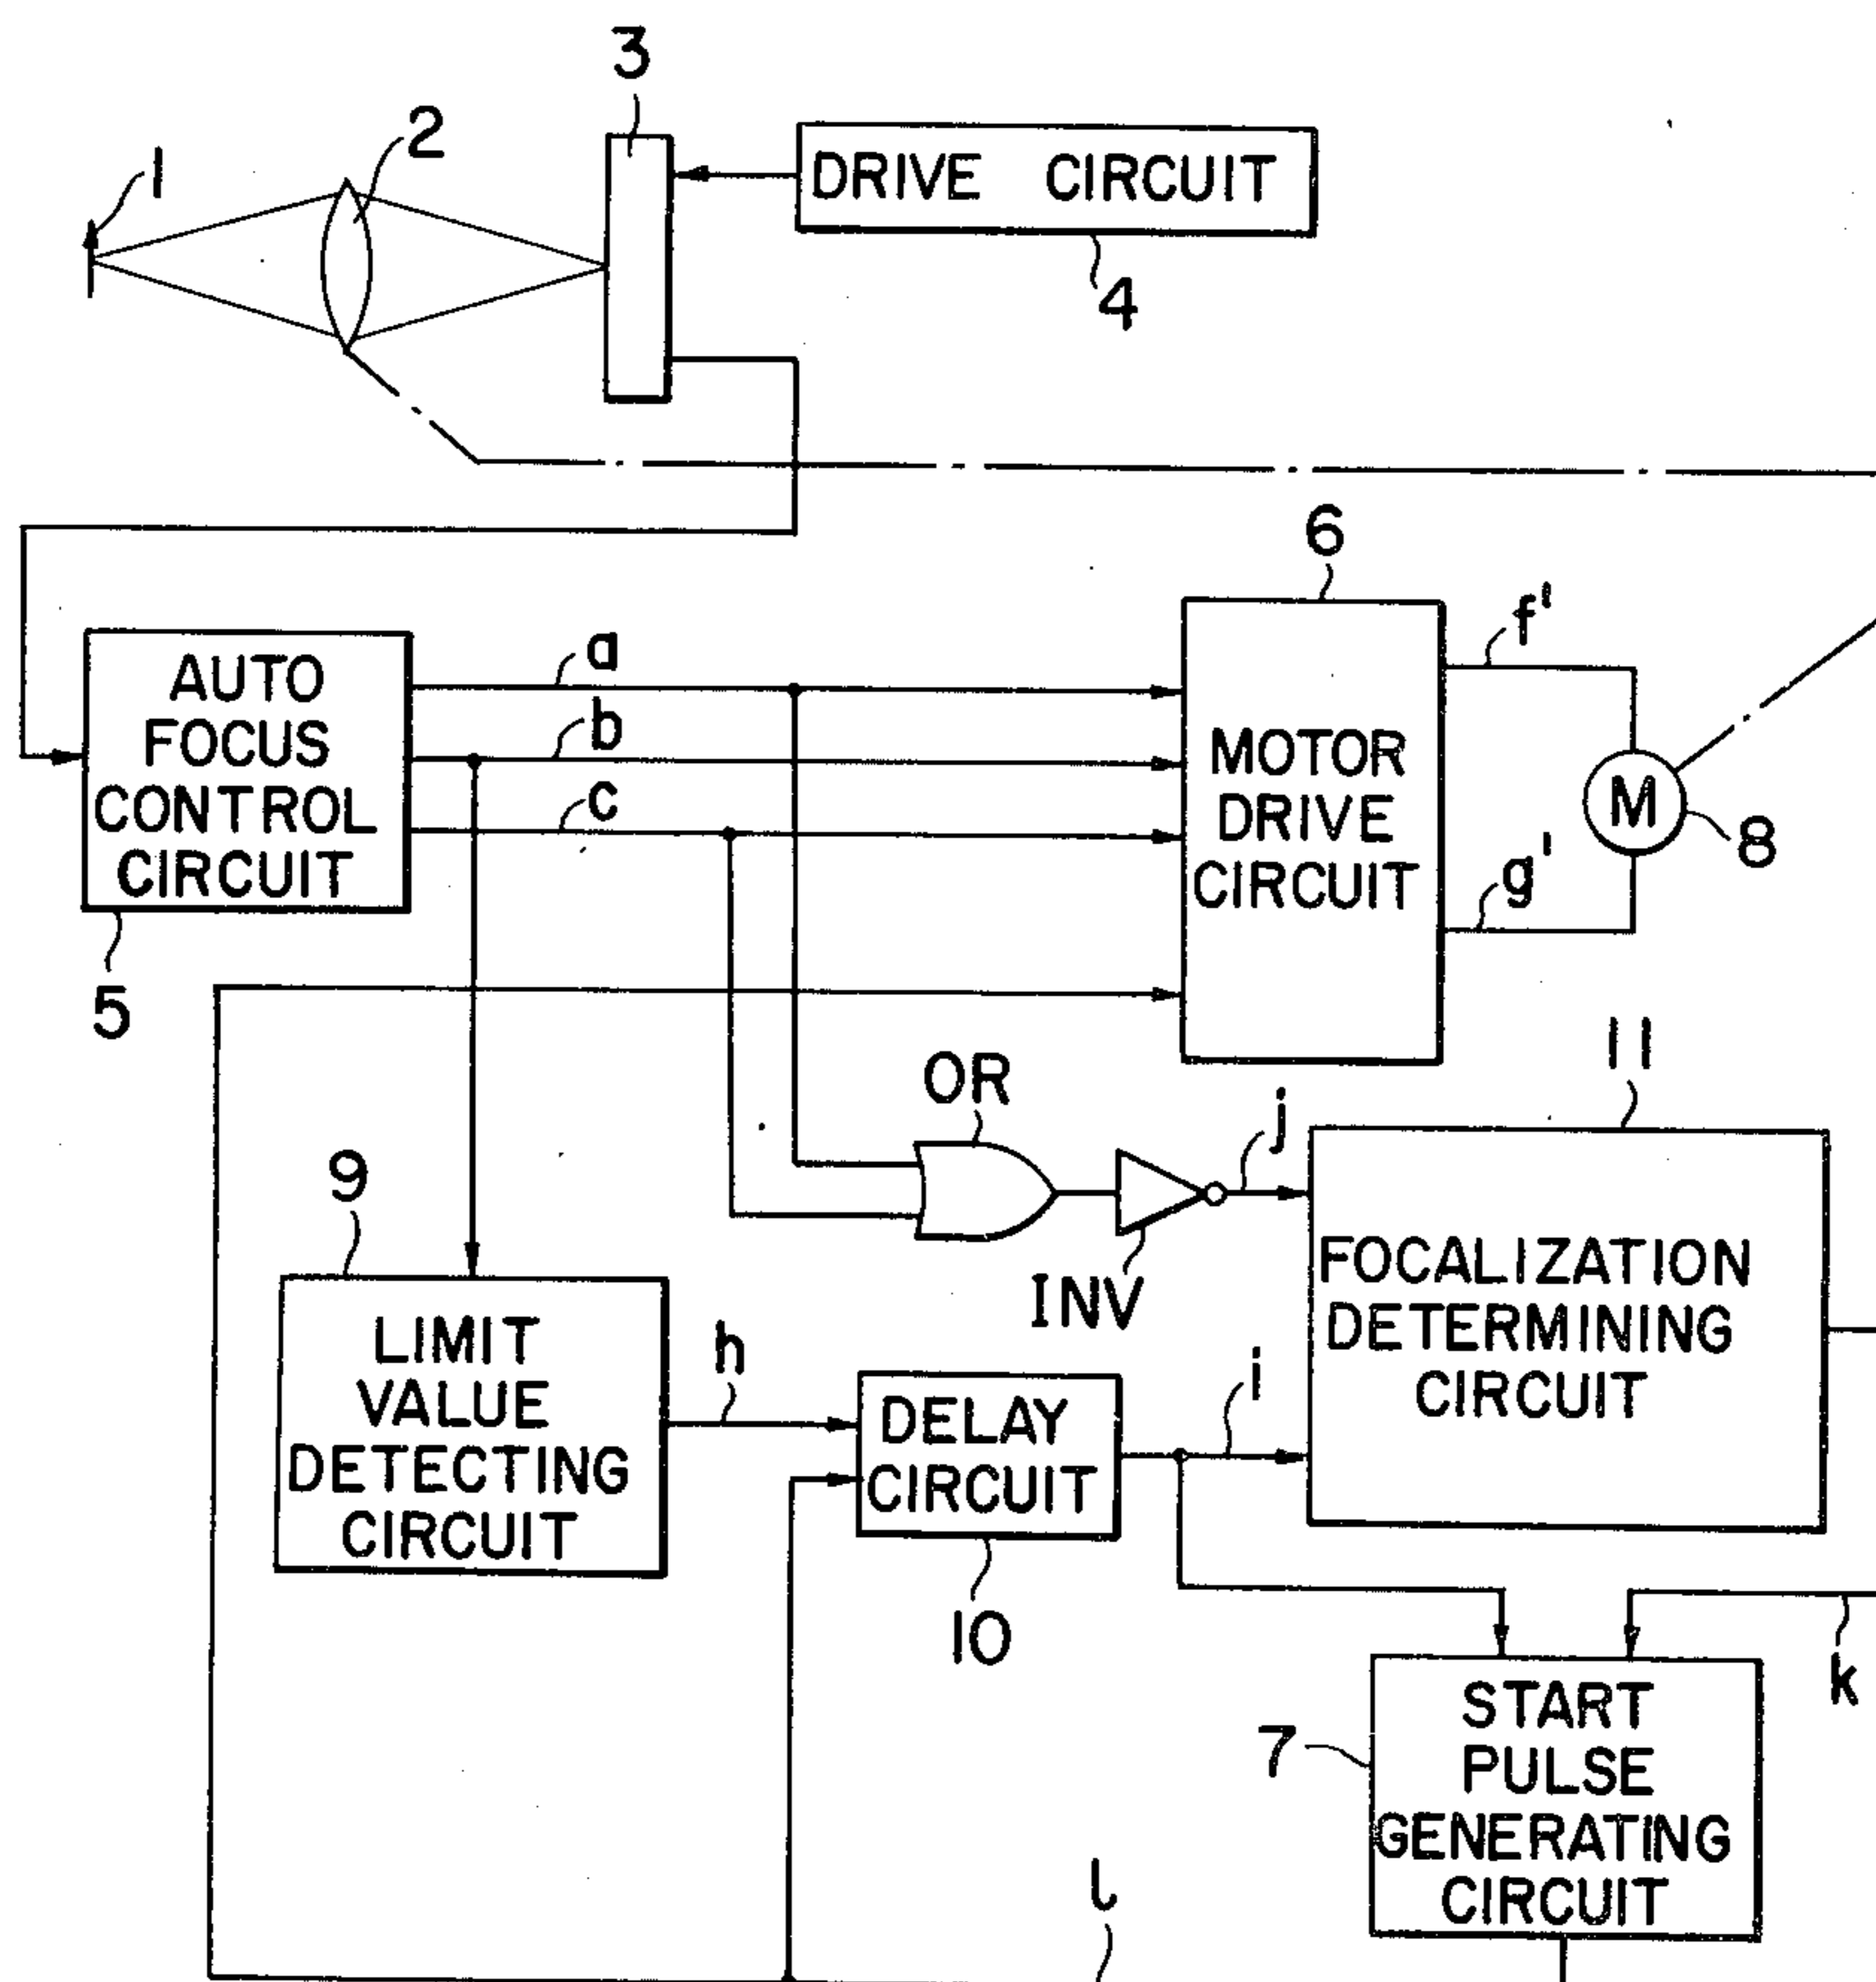 3
2
1
DRIVE CIRCUIT
4
6
f'
a
AUTO
FOCUS
CONTROL
CIRCUIT
b
c
MOTOR
DRIVE
CIRCUIT
M
8
g'
5
OR
11
j
9
INV
FOCALIZATION
DETERMINING
CIRCUIT
LIMIT
VALUE
DETECTING
CIRCUIT
h
DELAY
CIRCUIT
i
10
k
7
START
PULSE
GENERATING
CIRCUIT
l